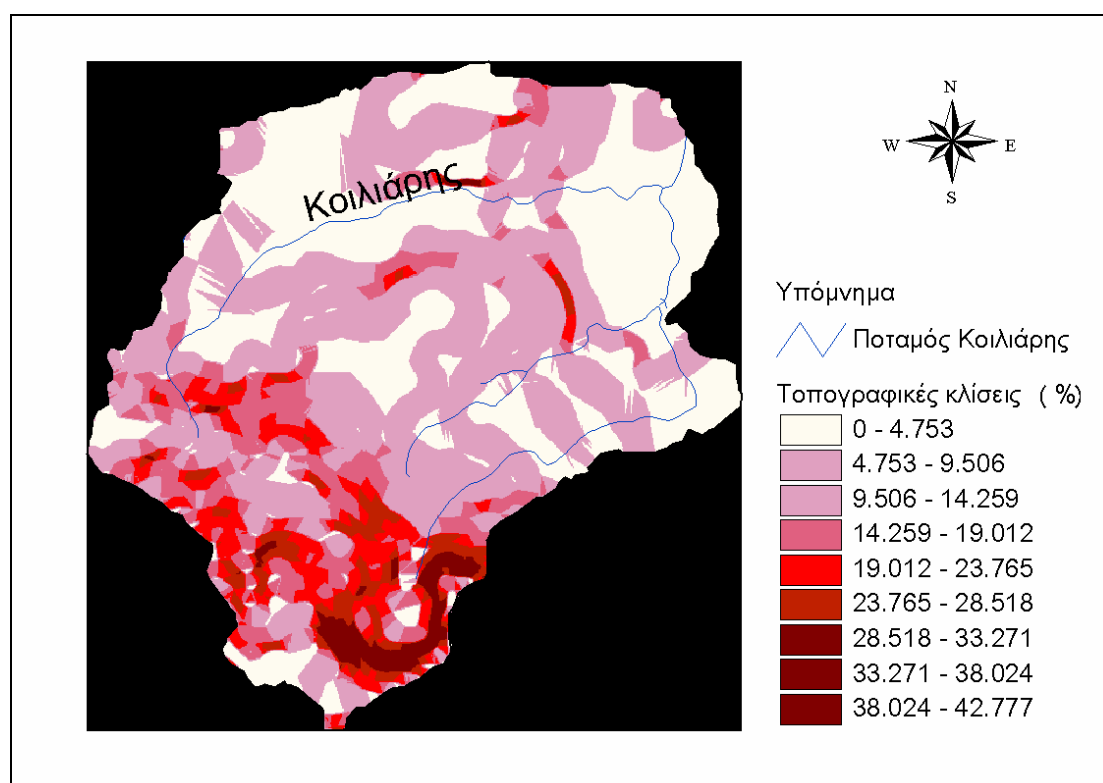 Κοιλιάρης
N
W E
S
Υπόμνημα
Ποταμός Κοιλιάρης
Τοπογραφικές κλίσεις ( %)
0 - 4.753
4.753 - 9.506
9.506 - 14.259
14.259 - 19.012
19.012 - 23.765
23.765 - 28.518
28.518 - 33.271
33.271 - 38.024
38.024 - 42.777